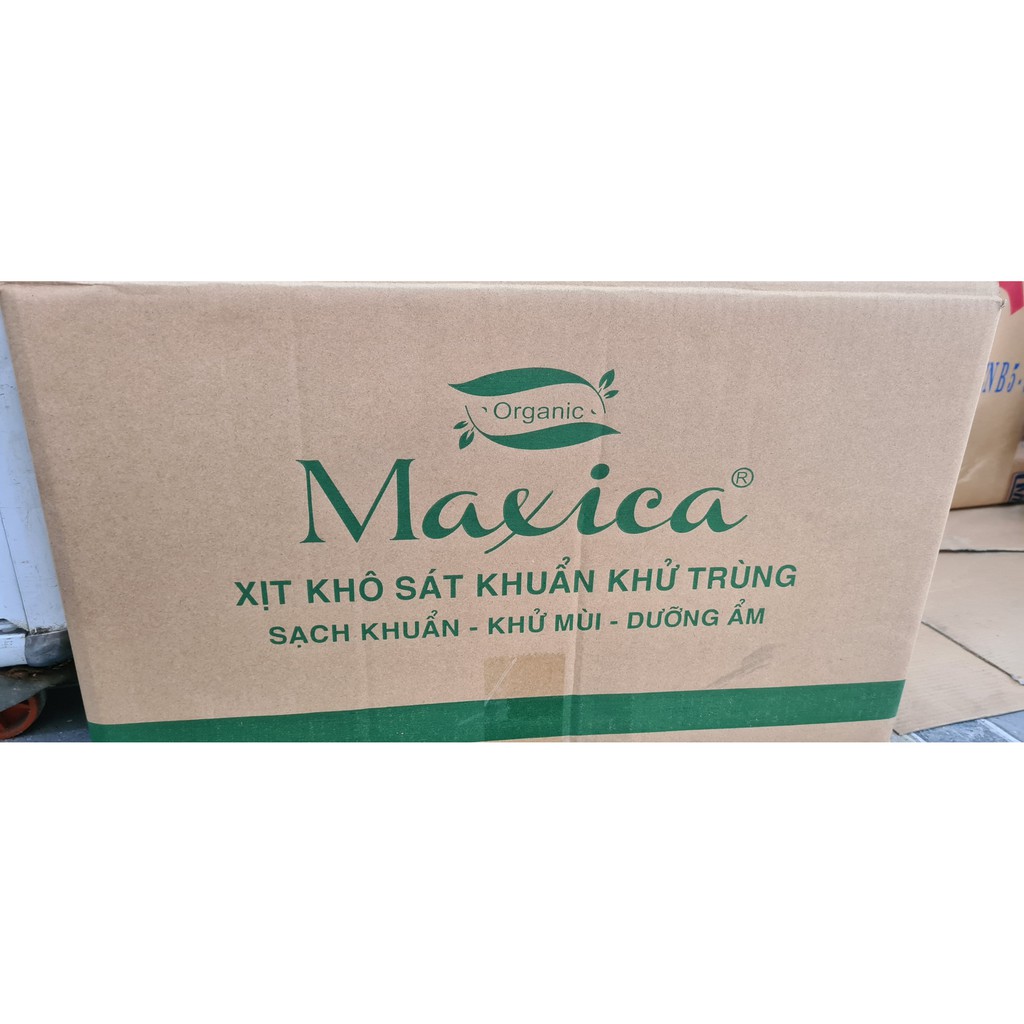 Organic
Maxica®
XỊT KHÔ SÁT KHUẨN KHỬ TRÙNG
SẠCH KHUẨN - KHỬ MÙI - DƯỠNG ẨM